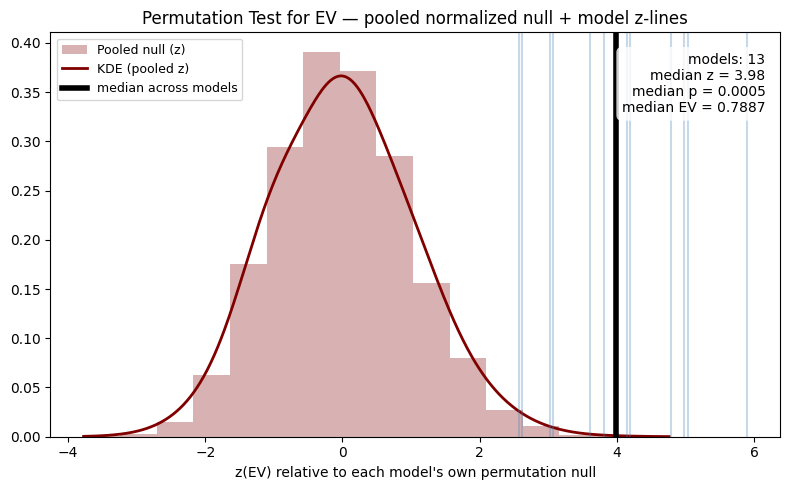 Permutation Test for EV — pooled normalized null + model z-lines
Pooled null (z)
KDE (pooled z)
median across models
models: 13
median z = 3.98
median p = 0.0005
median EV = 0.7887
0.40
0.35
0.30
0.25
0.20
0.15
0.10
0.05
0.00
−4
−2
0
2
4
6
z(EV) relative to each model's own permutation null